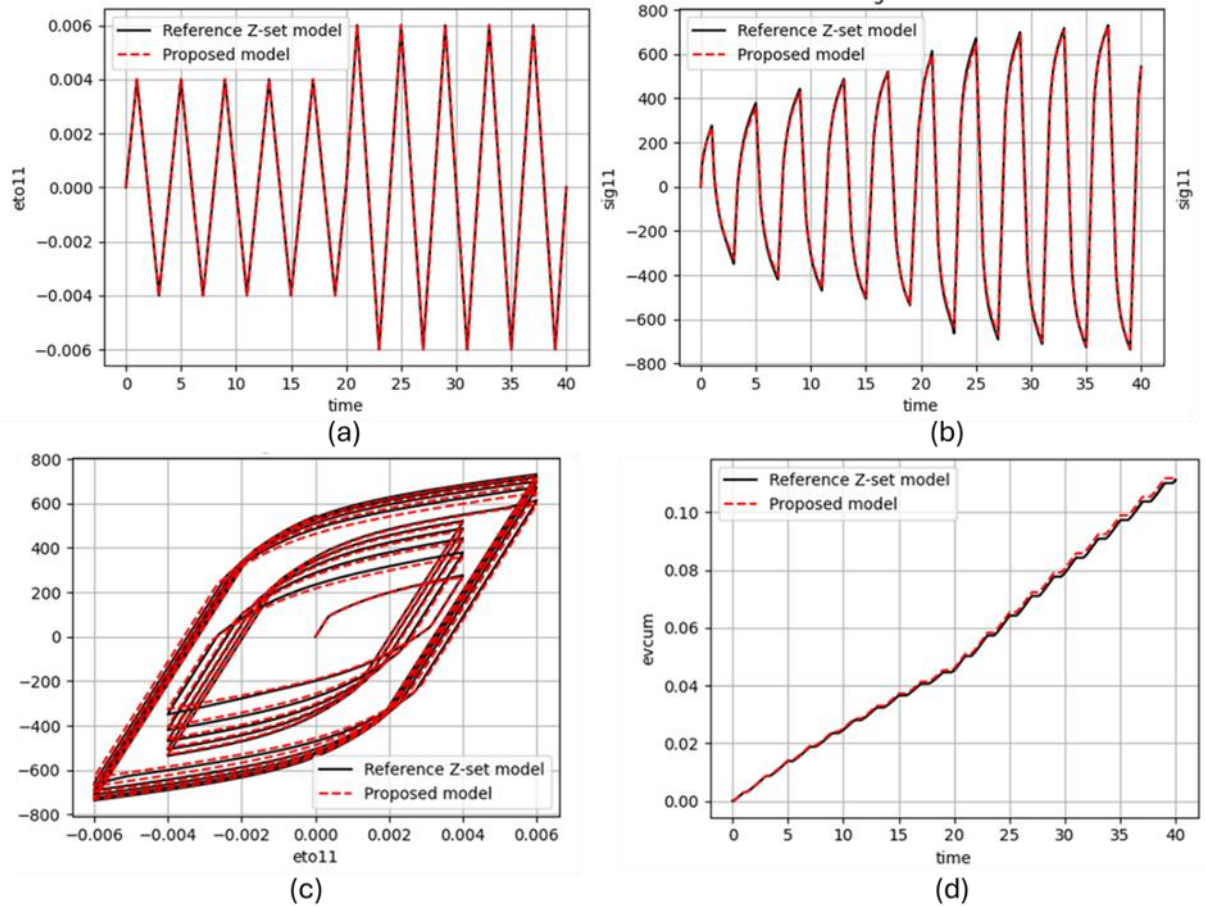 Reference Z-set model
Proposed model
0.006
0.004
0.002
0.000
−0.002
−0.004
−0.006
eto11
0 5 10 15 20 25 30 35 40
time
(a)
Reference Z-set model
Proposed model
800
600
400
200
0
−200
−400
−600
−800
sig11
0 5 10 15 20 25 30 35 40
time
(b)
sig11
800
600
400
200
0
−200
−400
−600
−800
Reference Z-set model
Proposed model
−0.006 −0.004 −0.002 0.000 0.002 0.004 0.006
eto11
(c)
Reference Z-set model
Proposed model
0.10
0.08
0.06
0.04
0.02
0.00
evcum
0 5 10 15 20 25 30 35 40
time
(d)